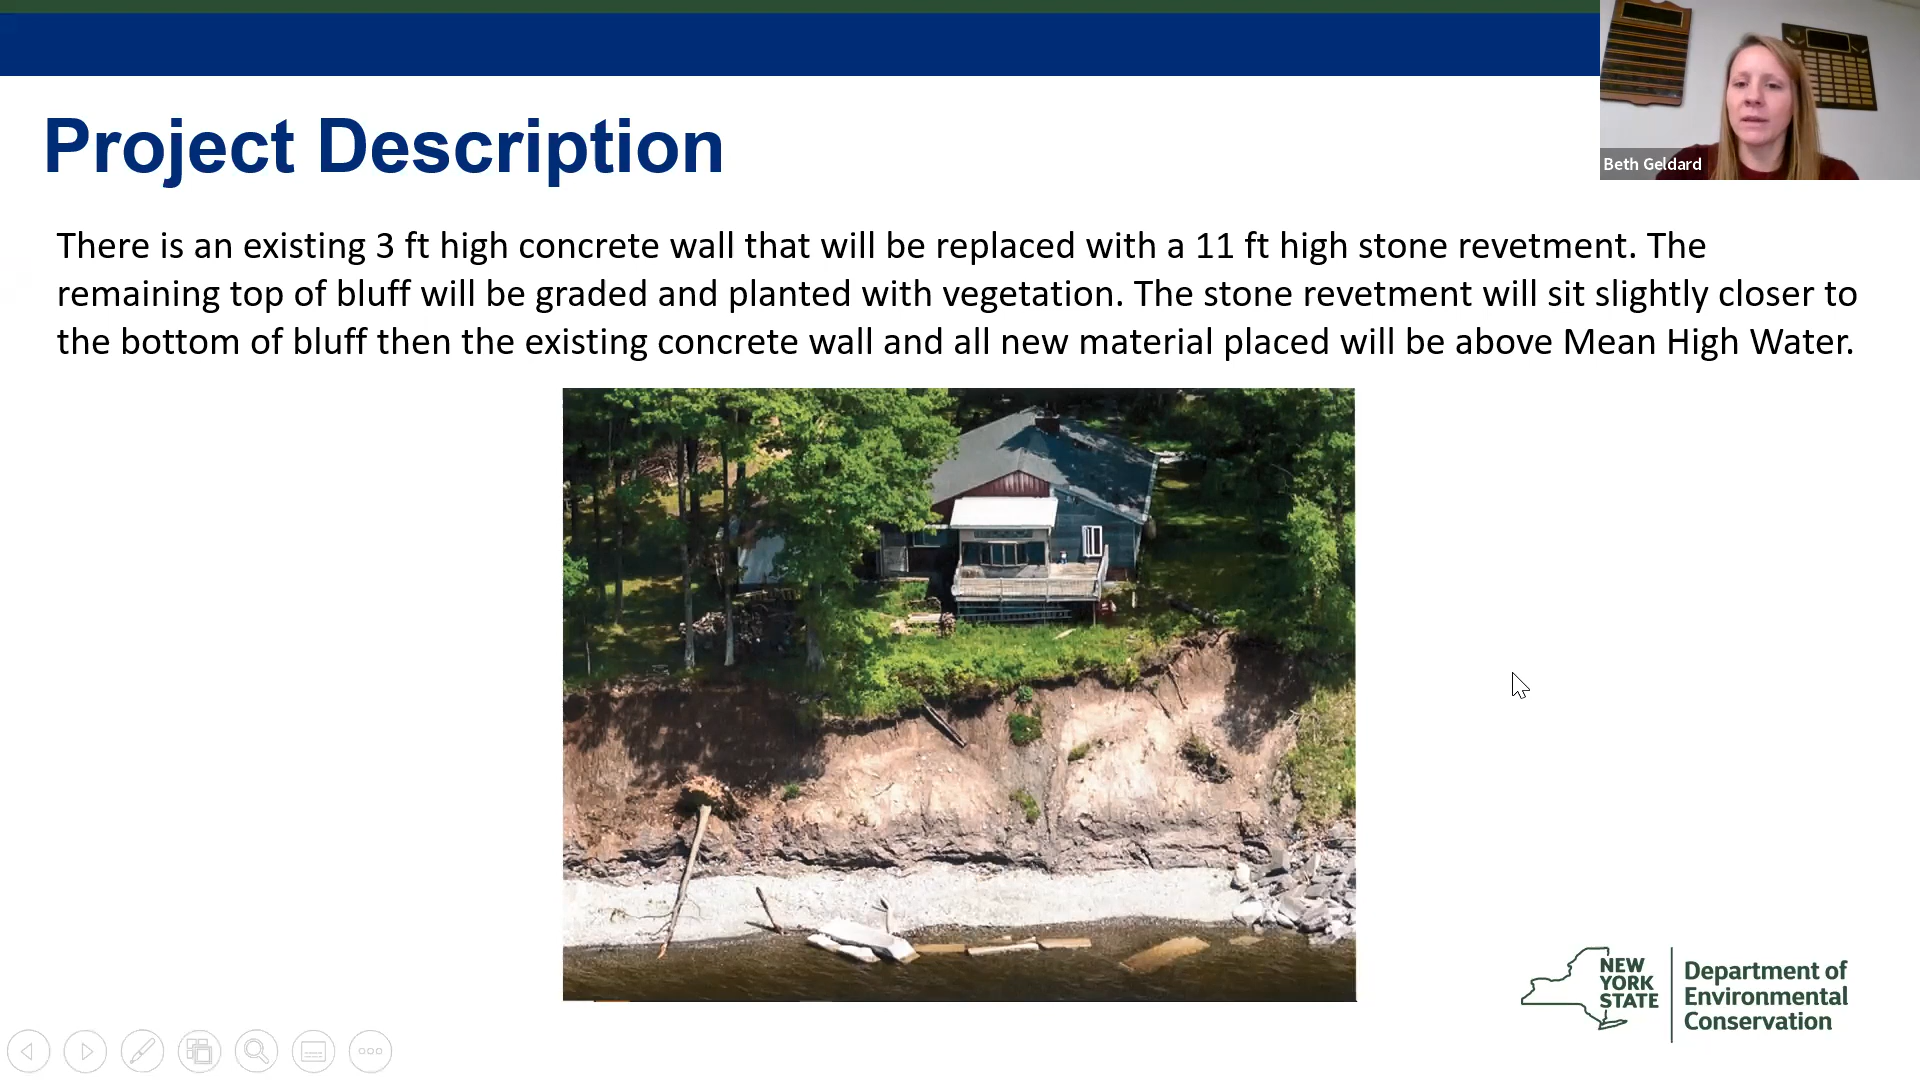 Project Description
Beth Geldard
There is an existing 3 ft high concrete wall that will be replaced with a 11 ft high stone revetment. The
remaining top of bluff will be graded and planted with vegetation. The stone revetment will sit slightly closer to
the bottom of bluff then the existing concrete wall and all new material placed will be above Mean High Water.
NEW
YORK
STATE
Department of
Environmental
Conservation